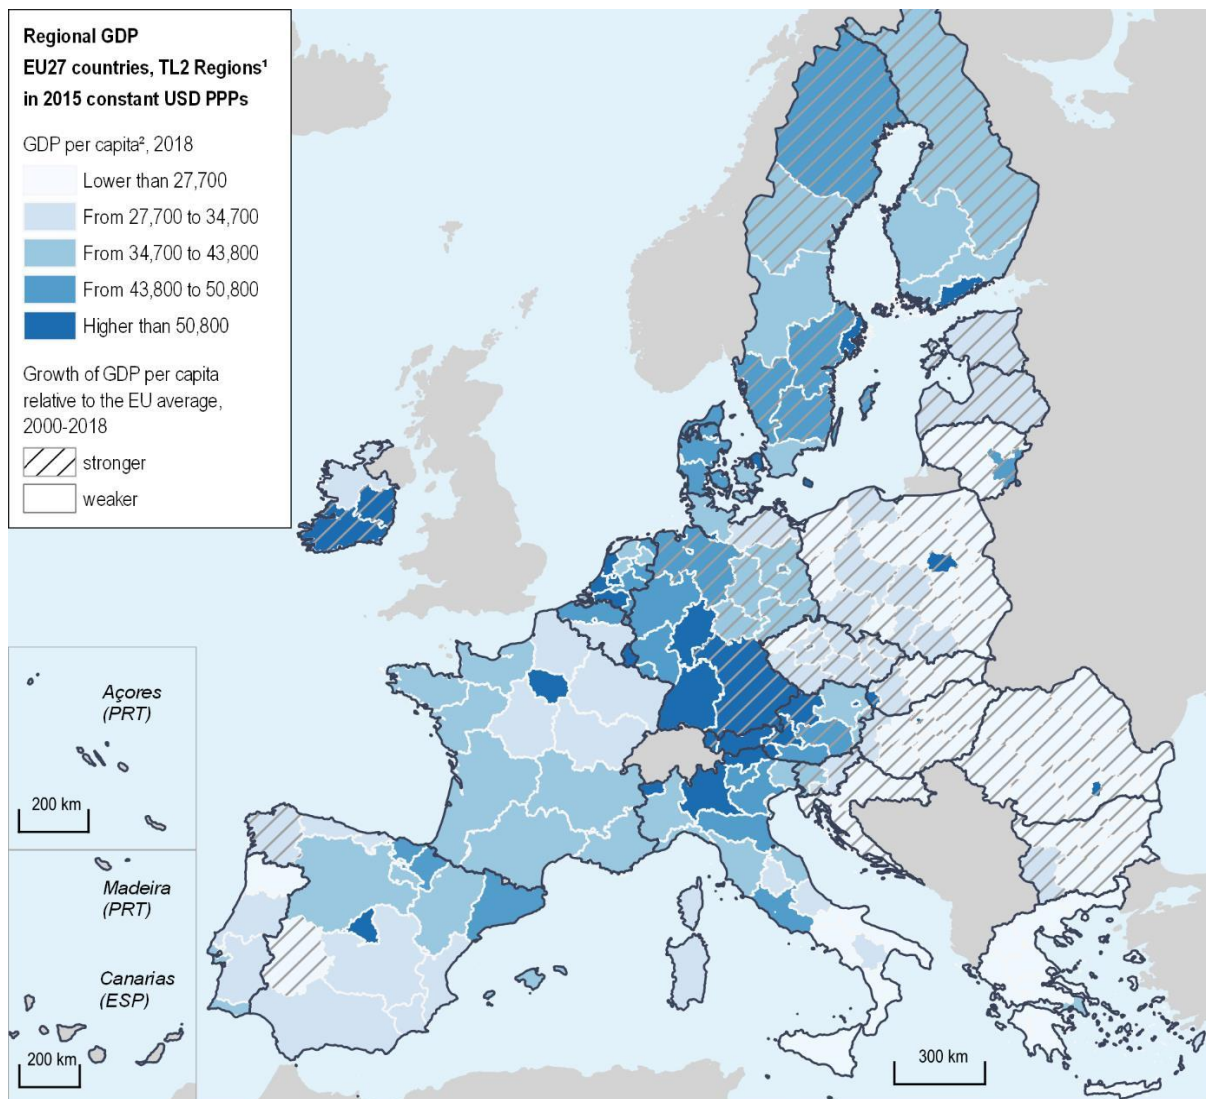 Regional GDP
EU27 countries, TL2 Regions¹
in 2015 constant USD PPPs
GDP per capita², 2018
Lower than 27,700
From 27,700 to 34,700
From 34,700 to 43,800
From 43,800 to 50,800
Higher than 50,800
Growth of GDP per capita
relative to the EU average,
2000-2018
stronger
weaker
Açores
(PRT)
200 km
Madeira
(PRT)
Canarias
(ESP)
200 km
300 km